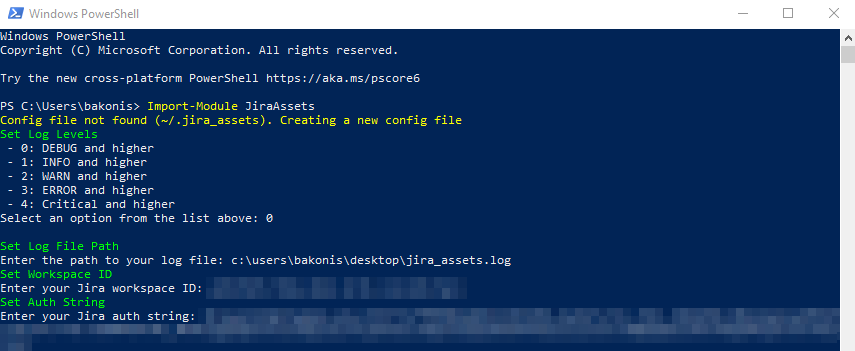 Windows PowerShell
Windows PowerShell
Copyright (C) Microsoft Corporation. All rights reserved.
Try the new cross-platform PowerShell https://aka.ms/pscore6
PS C:\Users\bakonis> Import-Module JiraAssets
Config file not found (~/.jira_assets). Creating a new config file
Set Log Levels
- 0: DEBUG and higher
- 1: INFO and higher
- 2: WARN and higher
- 3: ERROR and higher
- 4: Critical and higher
Select an option from the list above: 0
Set Log File Path
Enter the path to your log file: c:\users\bakonis\desktop\jira_assets.log
Set Workspace ID
Enter your Jira workspace ID:
Set Auth String
Enter your Jira auth string: